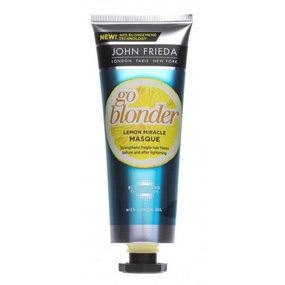 NEW! with BLONDEMEND
TECHNOLOGY
JOHN FRIEDA
LONDON PARIS NEW YORK
go
blonder
LEMON MIRACLE
MASQUE
strengthens fragile hair fibres
before and after lightening